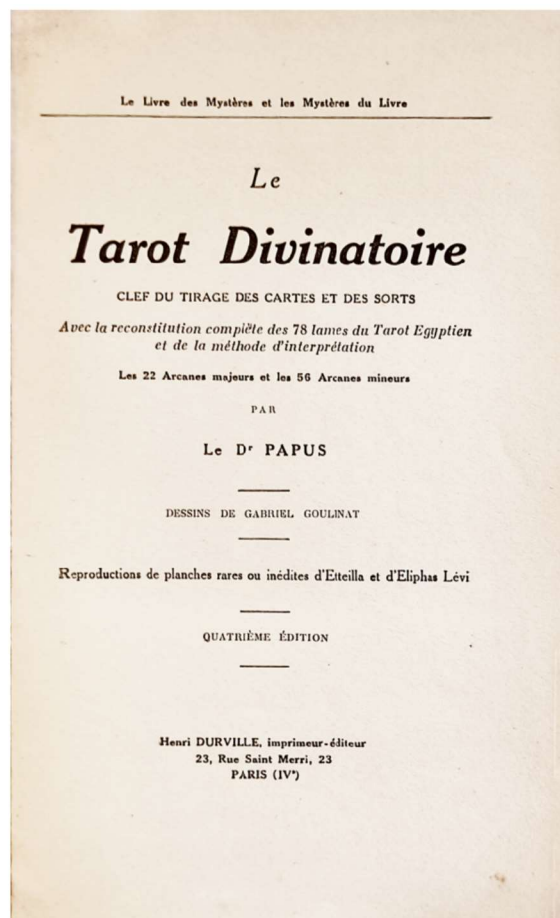 Le Livre des Mystères et les Mystères du Livre
Le
Tarot Divinatoire
CLEF DU TIRAGE DES CARTES ET DES SORTS
Avec la reconstitution complète des 78 lames du Tarot Egyptien
et de la méthode d'interprétation
Les 22 Arcanes majeurs et les 56 Arcanes mineurs
PAR
Le Dr PAPUS
DESSINS DE GABRIEL GOULINAT
Reproductions de planches rares ou inédites d'Etteilla et d'Eliphas Lévi
QUATRIÈME ÉDITION
Henri DURVILLE, imprimeur-éditeur
23, Rue Saint Merri, 23
PARIS (IVe)